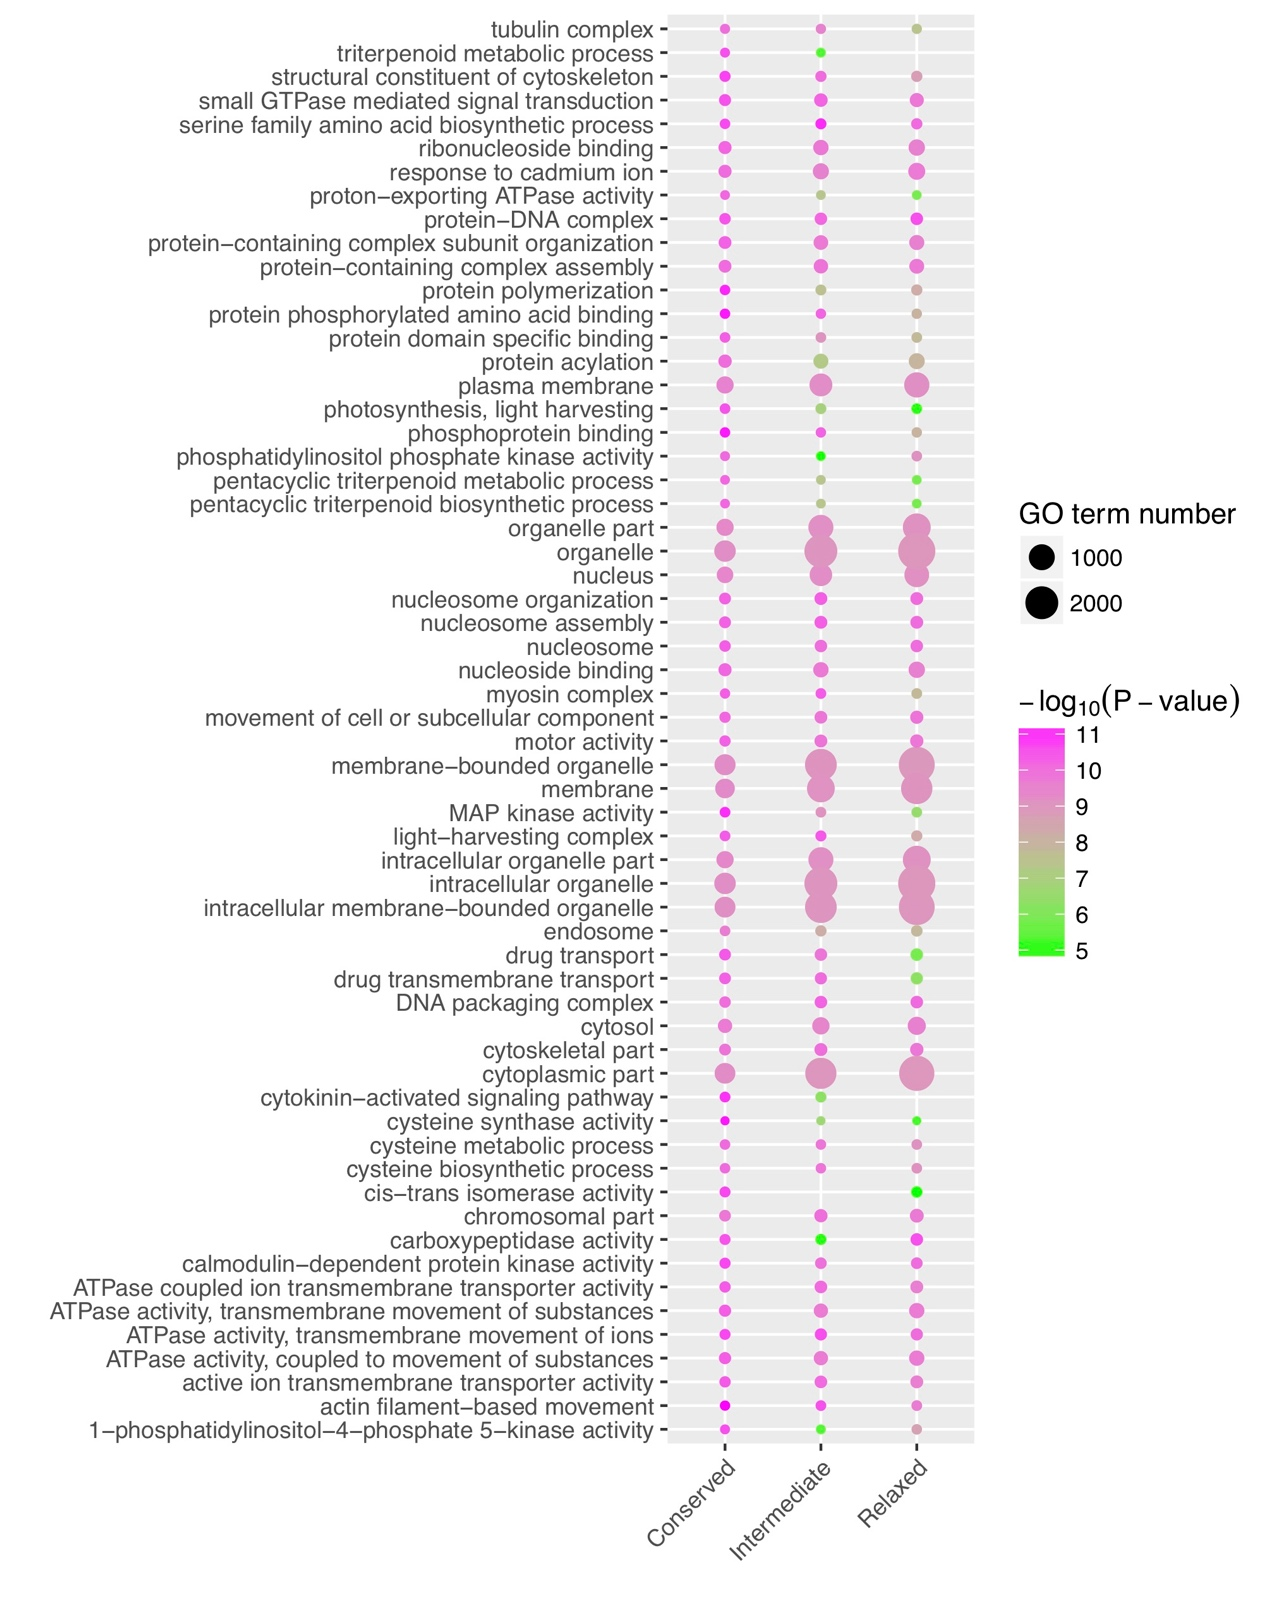 tubulin complex
triterpenoid metabolic process
structural constituent of cytoskeleton
small GTPase mediated signal transduction
serine family amino acid biosynthetic process
ribonucleoside binding
response to cadmium ion
proton−exporting ATPase activity
protein−DNA complex
protein−containing complex subunit organization
protein−containing complex assembly
protein polymerization
protein phosphorylated amino acid binding
protein domain specific binding
protein acylation
plasma membrane
photosynthesis, light harvesting
phosphoprotein binding
phosphatidylinositol phosphate kinase activity
pentacyclic triterpenoid metabolic process
pentacyclic triterpenoid biosynthetic process
organelle part
organelle
nucleus
nucleosome organization
nucleosome assembly
nucleosome
nucleoside binding
myosin complex
movement of cell or subcellular component
motor activity
membrane−bounded organelle
membrane
MAP kinase activity
light−harvesting complex
intracellular organelle part
intracellular organelle
intracellular membrane−bounded organelle
endosome
drug transport
drug transmembrane transport
DNA packaging complex
cytosol
cytoskeletal part
cytoplasmic part
cytokinin−activated signaling pathway
cysteine synthase activity
cysteine metabolic process
cysteine biosynthetic process
cis−trans isomerase activity
chromosomal part
carboxypeptidase activity
calmodulin−dependent protein kinase activity
ATPase coupled ion transmembrane transporter activity
ATPase activity, transmembrane movement of substances
ATPase activity, transmembrane movement of ions
ATPase activity, coupled to movement of substances
active ion transmembrane transporter activity
actin filament−based movement
1−phosphatidylinositol−4−phosphate 5−kinase activity
Conserved
Intermediate
Relaxed
GO term number
1000
2000
−log₁₀(P−value)
11
10
9
8
7
6
5